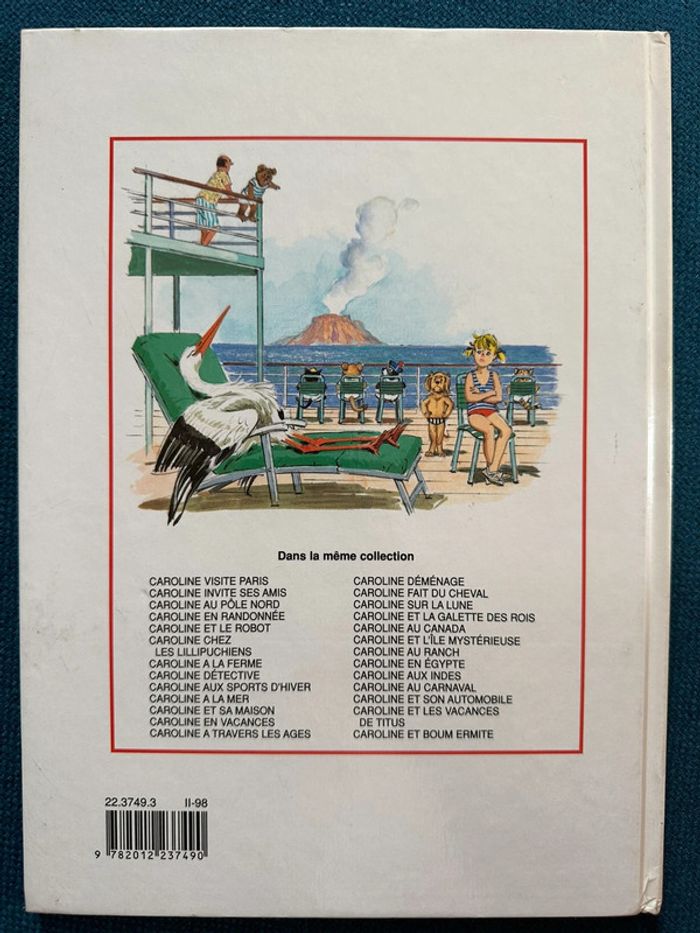 Dans la même collection
CAROLINE VISITE PARIS
CAROLINE INVITE SES AMIS
CAROLINE AU PÔLE NORD
CAROLINE EN RANDONNÉE
CAROLINE ET LE ROBOT
CAROLINE CHEZ
LES LILLIPUCHIENS
CAROLINE A LA FERME
CAROLINE DÉTECTIVE
CAROLINE AUX SPORTS D'HIVER
CAROLINE A LA MER
CAROLINE ET SA MAISON
CAROLINE EN VACANCES
CAROLINE A TRAVERS LES AGES
CAROLINE DÉMÉNAGE
CAROLINE FAIT DU CHEVAL
CAROLINE SUR LA LUNE
CAROLINE ET LA GALETTE DES ROIS
CAROLINE AU CANADA
CAROLINE ET L'ÎLE MYSTÉRIEUSE
CAROLINE AU RANCH
CAROLINE EN ÉGYPTE
CAROLINE AUX INDES
CAROLINE AU CARNAVAL
CAROLINE ET SON AUTOMOBILE
CAROLINE ET LES VACANCES
DE TITUS
CAROLINE ET BOUM ERMITE
22.3749.3 II-98
9 782012 237490